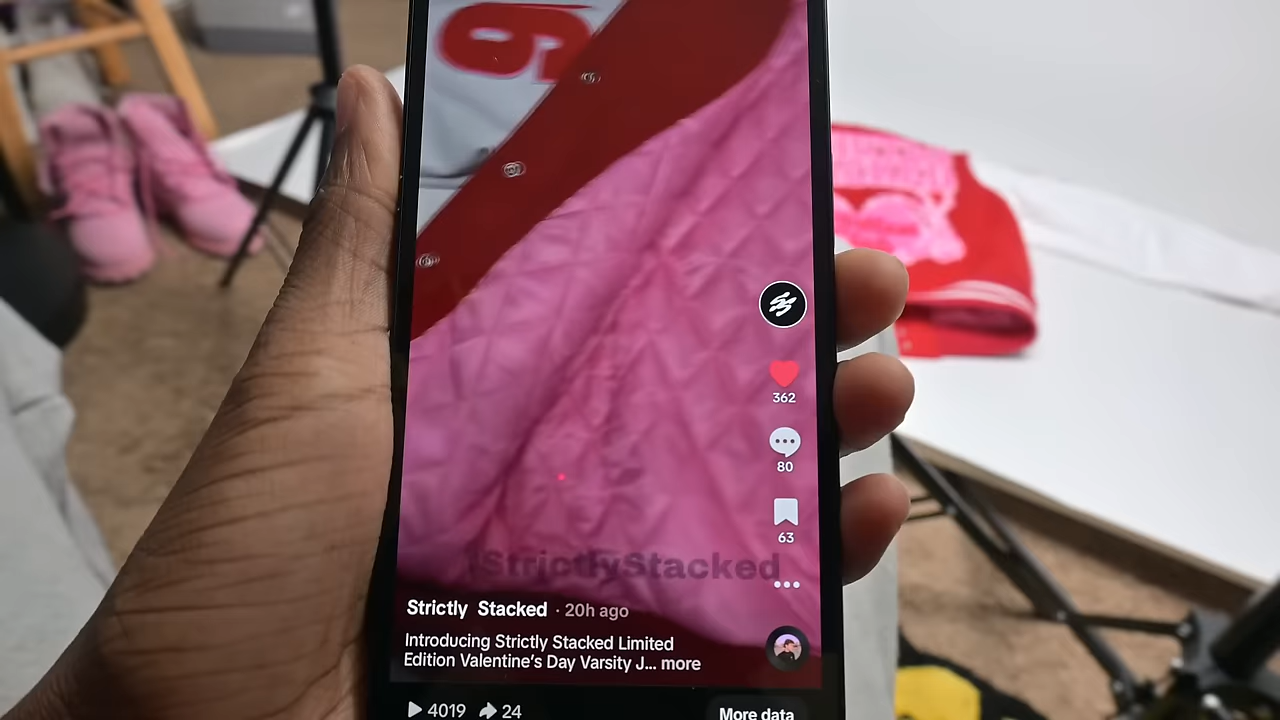 19
362
80
63
#StrictlyStacked
Strictly Stacked · 20h ago
Introducing Strictly Stacked Limited
Edition Valentine's Day Varsity J... more
4019 24
More data